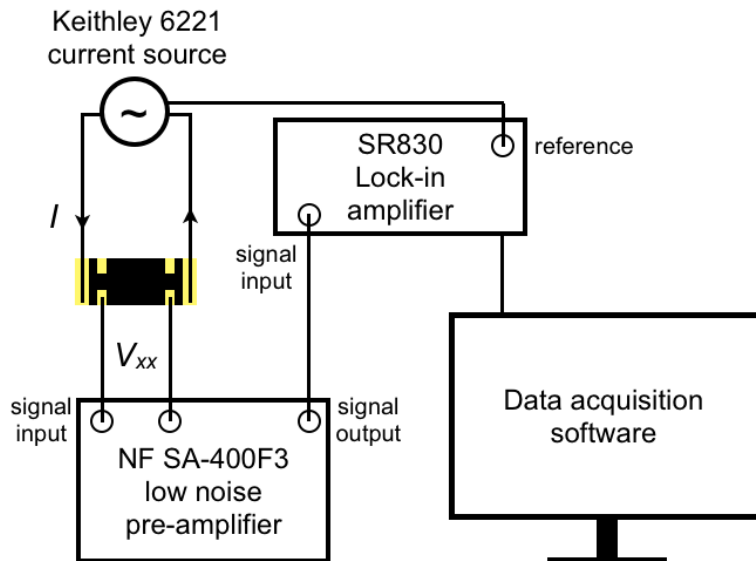 Keithley 6221
current source
~
SR830
Lock-in
amplifier
reference
I
signal
input
Vxx
signal
input
signal
output
NF SA-400F3
low noise
pre-amplifier
Data acquisition
software